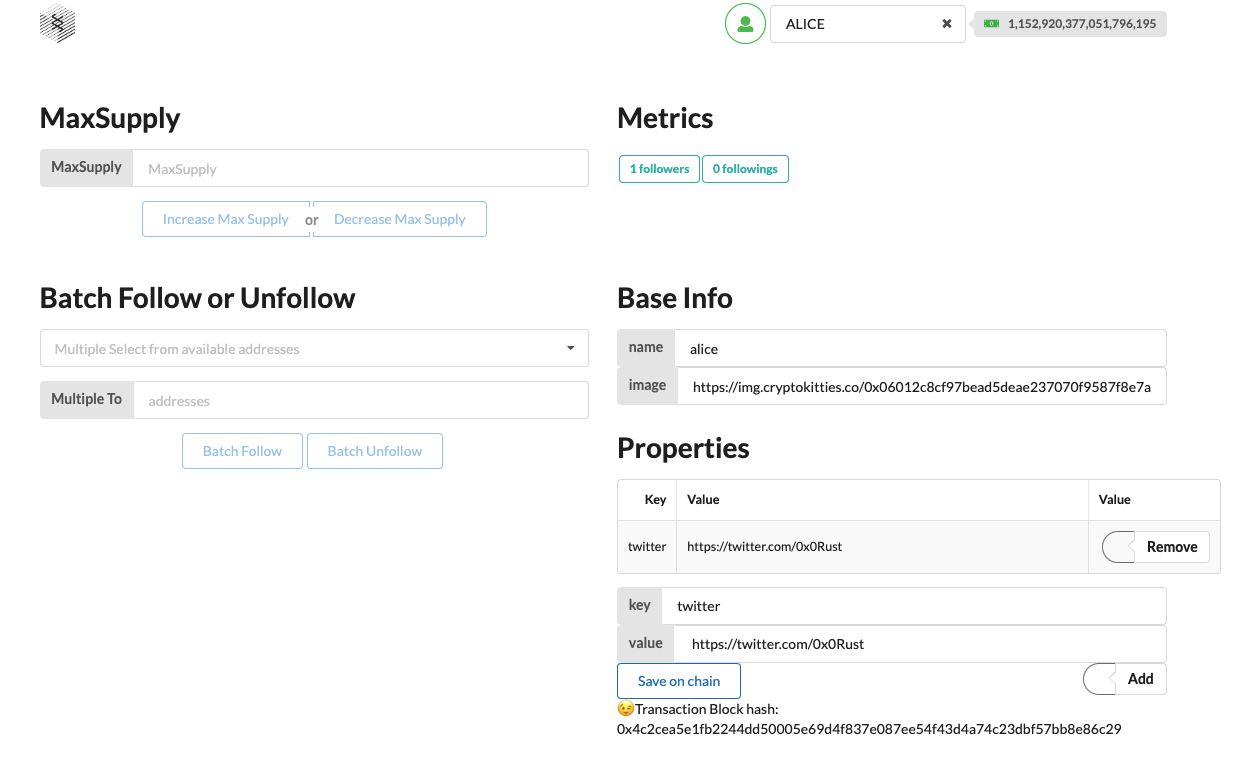 ALICE
1,152,920,377,051,796,195
MaxSupply
MaxSupply MaxSupply
Increase Max Supply or Decrease Max Supply
Metrics
1 followers 0 followings
Batch Follow or Unfollow
Multiple Select from available addresses
Multiple To addresses
Batch Follow Batch Unfollow
Base Info
name alice
image https://img.cryptokitties.co/0x06012c8cf97bead5deae237070f9587f8e7a
Properties
Key Value Value
twitter https://twitter.com/0x0Rust Remove
key twitter
value https://twitter.com/0x0Rust
Save on chain Add
😉Transaction Block hash:
0x4c2cea5e1fb2244dd50005e69d4f837e087ee54f43d4a74c23dbf57bb8e86c29